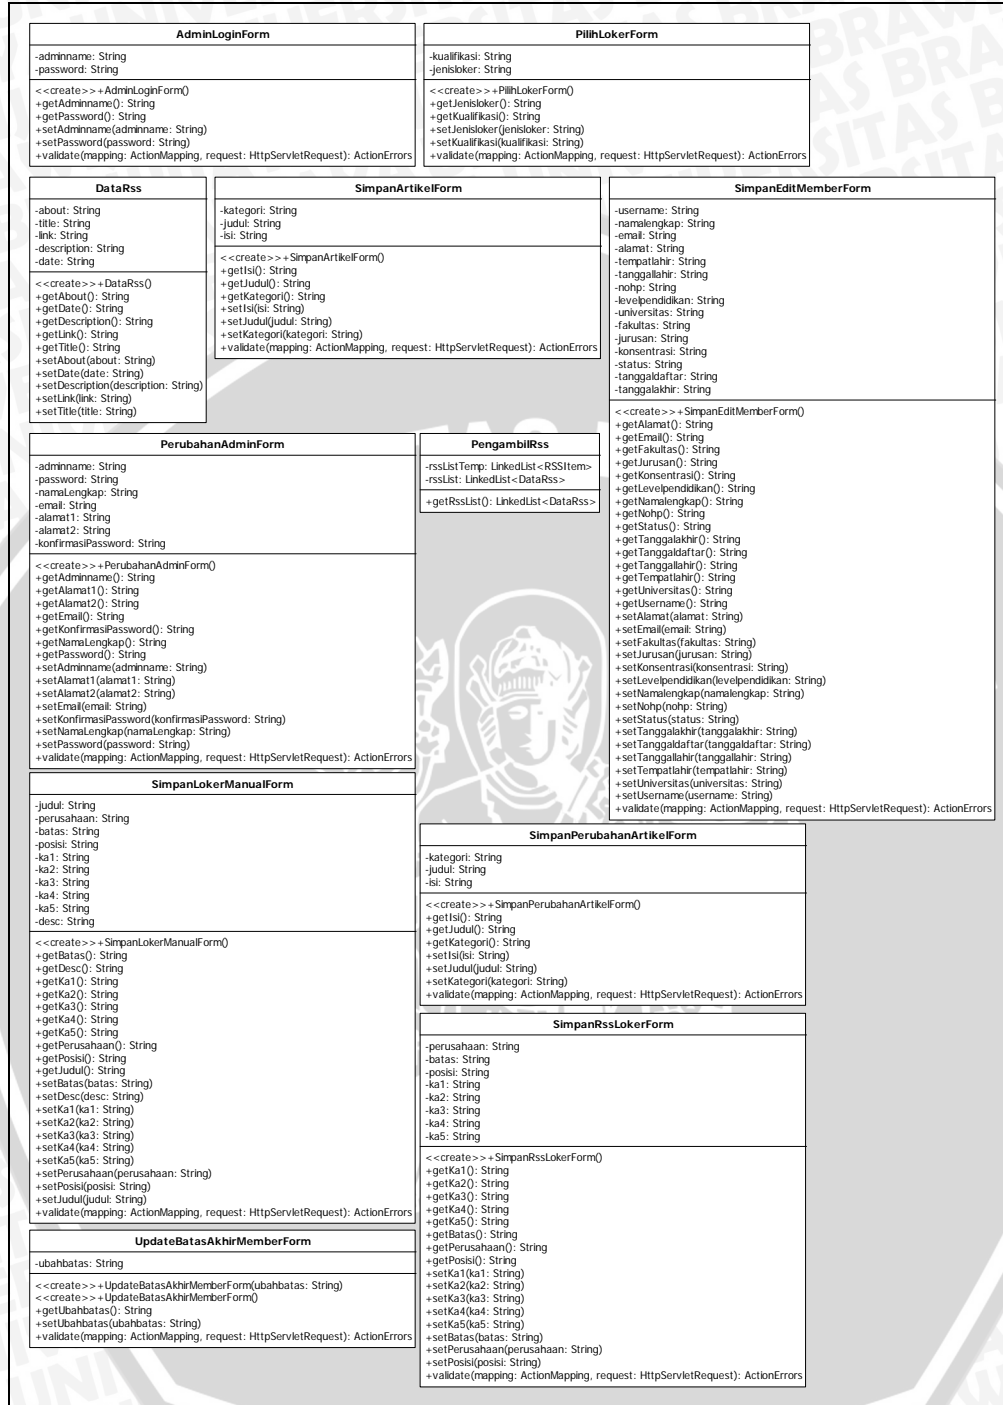 AdminLoginForm
-adminname: String
-password: String
<<create>>+AdminLoginForm()
+getAdminname(): String
+getPassword(): String
+setAdminname(adminname: String)
+setPassword(password: String)
+validate(mapping: ActionMapping, request: HttpServletRequest): ActionErrors
PilihLokerForm
-kualifikasi: String
-jenisloker: String
<<create>>+PilihLokerForm()
+getJenisloker(): String
+getKualifikasi(): String
+setJenisloker(jenisloker: String)
+setKualifikasi(kualifikasi: String)
+validate(mapping: ActionMapping, request: HttpServletRequest): ActionErrors
DataRss
-about: String
-title: String
-link: String
-description: String
-date: String
<<create>>+DataRss()
+getAbout(): String
+getDate(): String
+getDescription(): String
+getLink(): String
+getTitle(): String
+setAbout(about: String)
+setDate(date: String)
+setDescription(description: String)
+setLink(link: String)
+setTitle(title: String)
SimpanArtikelForm
-kategori: String
-judul: String
-isi: String
<<create>>+SimpanArtikelForm()
+getIsi(): String
+getJudul(): String
+getKategori(): String
+setIsi(isi: String)
+setJudul(judul: String)
+setKategori(kategori: String)
+validate(mapping: ActionMapping, request: HttpServletRequest): ActionErrors
SimpanEditMemberForm
-username: String
-namalengkap: String
-email: String
-alamat: String
-tempatlahir: String
-tanggallahir: String
-nohp: String
-levelpendidikan: String
-universitas: String
-fakultas: String
-jurusan: String
-konsentrasi: String
-status: String
-tanggaldaftar: String
-tanggalakhir: String
<<create>>+SimpanEditMemberForm()
+getAlamat(): String
+getEmail(): String
+getFakultas(): String
+getJurusan(): String
+getKonsentrasi(): String
+getLevelpendidikan(): String
+getNamalengkap(): String
+getNohp(): String
+getStatus(): String
+getTanggalakhir(): String
+getTanggaldaftar(): String
+getTanggallahir(): String
+getTempatlahir(): String
+getUniversitas(): String
+getUsername(): String
+setAlamat(alamat: String)
+setEmail(email: String)
+setFakultas(fakultas: String)
+setJurusan(jurusan: String)
+setKonsentrasi(konsentrasi: String)
+setLevelpendidikan(levelpendidikan: String)
+setNamalengkap(namalengkap: String)
+setNohp(nohp: String)
+setStatus(status: String)
+setTanggalakhir(tanggalakhir: String)
+setTanggaldaftar(tanggaldaftar: String)
+setTanggallahir(tanggallahir: String)
+setTempatlahir(tempatlahir: String)
+setUniversitas(universitas: String)
+setUsername(username: String)
+validate(mapping: ActionMapping, request: HttpServletRequest): ActionErrors
PerubahanAdminForm
-adminname: String
-password: String
-namaLengkap: String
-email: String
-alamat1: String
-alamat2: String
-konfirmasiPassword: String
<<create>>+PerubahanAdminForm()
+getAdminname(): String
+getAlamat1(): String
+getAlamat2(): String
+getEmail(): String
+getKonfirmasiPassword(): String
+getNamaLengkap(): String
+getPassword(): String
+setAdminname(adminname: String)
+setAlamat1(alamat1: String)
+setAlamat2(alamat2: String)
+setEmail(email: String)
+setKonfirmasiPassword(konfirmasiPassword: String)
+setNamaLengkap(namaLengkap: String)
+setPassword(password: String)
+validate(mapping: ActionMapping, request: HttpServletRequest): ActionErrors
PengambilRss
-rssListTemp: LinkedList<RSSItem>
-rssList: LinkedList<DataRss>
+getRssList(): LinkedList<DataRss>
SimpanLokerManualForm
-judul: String
-perusahaan: String
-batas: String
-posisi: String
-ka1: String
-ka2: String
-ka3: String
-ka4: String
-ka5: String
-desc: String
<<create>>+SimpanLokerManualForm()
+getBatas(): String
+getDesc(): String
+getKa1(): String
+getKa2(): String
+getKa3(): String
+getKa4(): String
+getKa5(): String
+getPerusahaan(): String
+getPosisi(): String
+getJudul(): String
+setBatas(batas: String)
+setDesc(desc: String)
+setKa1(ka1: String)
+setKa2(ka2: String)
+setKa3(ka3: String)
+setKa4(ka4: String)
+setKa5(ka5: String)
+setPerusahaan(perusahaan: String)
+setPosisi(posisi: String)
+setJudul(judul: String)
+validate(mapping: ActionMapping, request: HttpServletRequest): ActionErrors
SimpanPerubahanArtikelForm
-kategori: String
-judul: String
-isi: String
<<create>>+SimpanPerubahanArtikelForm()
+getIsi(): String
+getJudul(): String
+getKategori(): String
+setIsi(isi: String)
+setJudul(judul: String)
+setKategori(kategori: String)
+validate(mapping: ActionMapping, request: HttpServletRequest): ActionErrors
SimpanRssLokerForm
-perusahaan: String
-batas: String
-posisi: String
-ka1: String
-ka2: String
-ka3: String
-ka4: String
-ka5: String
<<create>>+SimpanRssLokerForm()
+getKa1(): String
+getKa2(): String
+getKa3(): String
+getKa4(): String
+getKa5(): String
+getBatas(): String
+getPerusahaan(): String
+getPosisi(): String
+setKa1(ka1: String)
+setKa2(ka2: String)
+setKa3(ka3: String)
+setKa4(ka4: String)
+setKa5(ka5: String)
+setBatas(batas: String)
+setPerusahaan(perusahaan: String)
+setPosisi(posisi: String)
+validate(mapping: ActionMapping, request: HttpServletRequest): ActionErrors
UpdateBatasAkhirMemberForm
-ubahbatas: String
<<create>>+UpdateBatasAkhirMemberForm(ubahbatas: String)
<<create>>+UpdateBatasAkhirMemberForm()
+getUbahbatas(): String
+setUbahbatas(ubahbatas: String)
+validate(mapping: ActionMapping, request: HttpServletRequest): ActionErrors